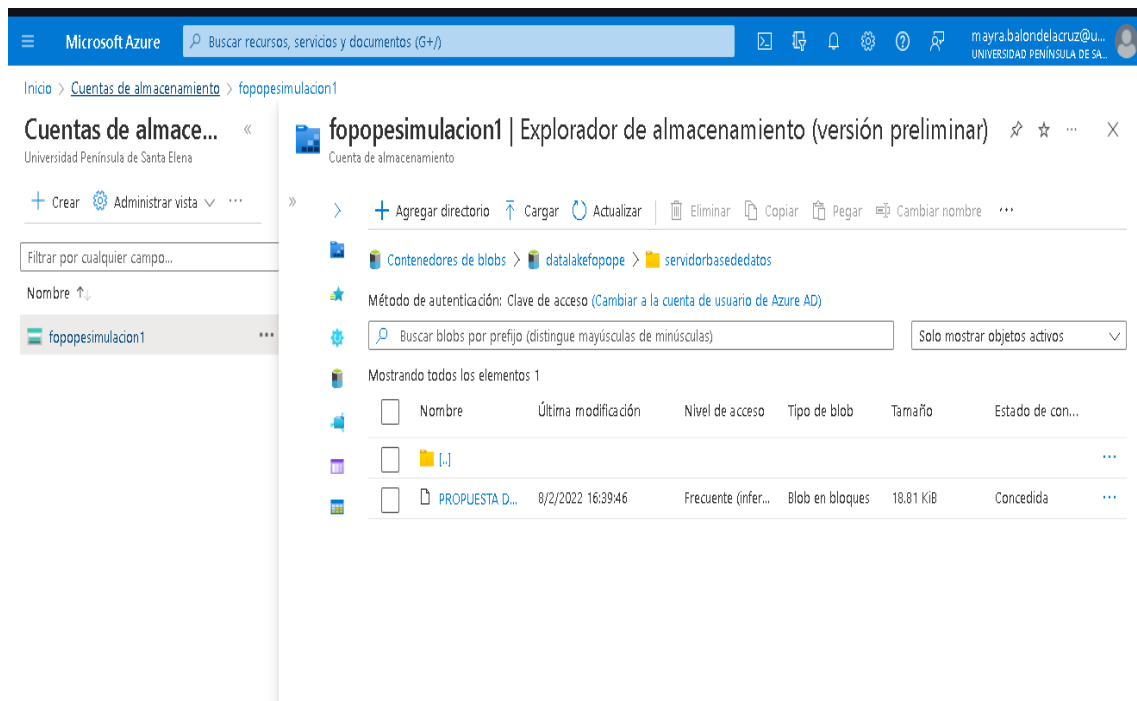 Microsoft Azure
Buscar recursos, servicios y documentos (G+/)
mayra.balondelacruz@u...
UNIVERSIDAD PENÍNSULA DE SA...
Inicio > Cuentas de almacenamiento > fopopesimulacion1
Cuentas de almace... «
Universidad Península de Santa Elena
+ Crear Administrar vista ...
Filtrar por cualquier campo...
Nombre ↑↓
fopopesimulacion1 ...
fopopesimulacion1 | Explorador de almacenamiento (versión preliminar) ...
Cuenta de almacenamiento
» > + Agregar directorio Cargar Actualizar Eliminar Copiar Pegar Cambiar nombre ...
Contenedores de blobs > datalakefopope > servidorbasededatos
Método de autenticación: Clave de acceso (Cambiar a la cuenta de usuario de Azure AD)
Buscar blobs por prefijo (distingue mayúsculas de minúsculas) Solo mostrar objetos activos
Mostrando todos los elementos 1
Nombre Última modificación Nivel de acceso Tipo de blob Tamaño Estado de con...
[..] ...
PROPUESTA D... 8/2/2022 16:39:46 Frecuente (infer... Blob en bloques 18.81 KiB Concedida ...